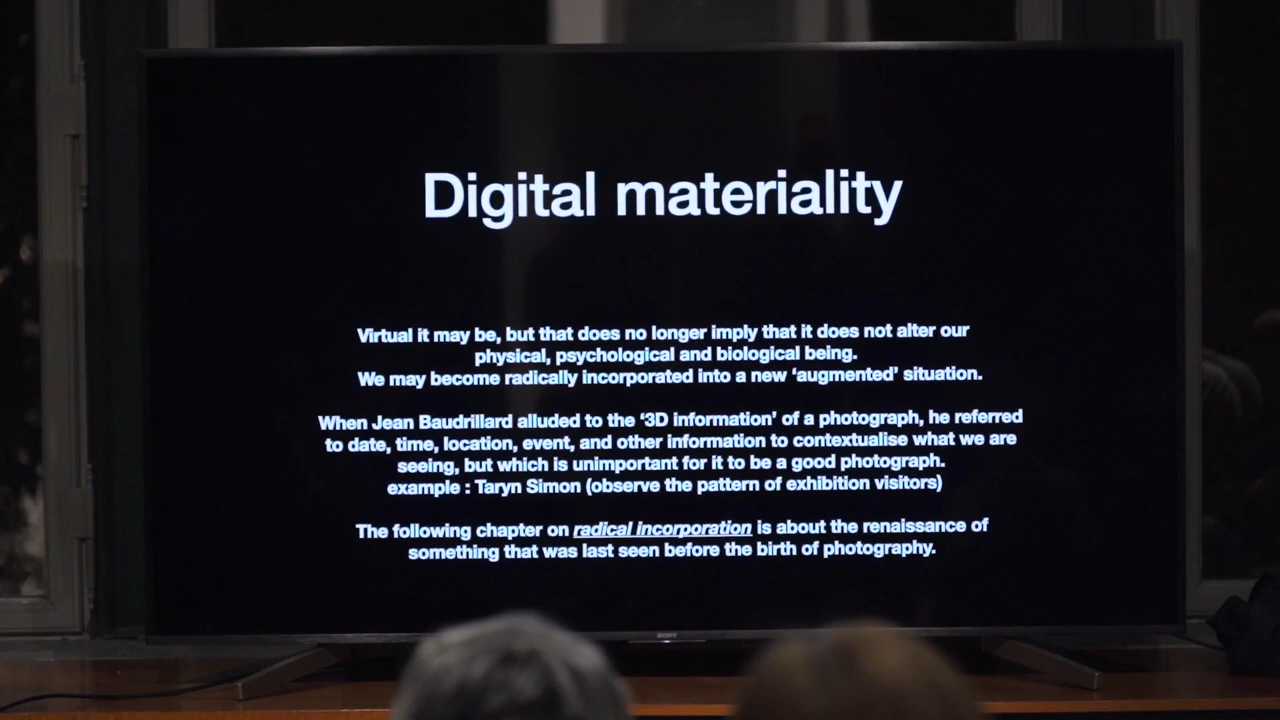 Digital materiality
Virtual it may be, but that does no longer imply that it does not alter our
physical, psychological and biological being.
We may become radically incorporated into a new ‘augmented’ situation.
When Jean Baudrillard alluded to the ‘3D information’ of a photograph, he referred
to date, time, location, event, and other information to contextualise what we are
seeing, but which is unimportant for it to be a good photograph.
example : Taryn Simon (observe the pattern of exhibition visitors)
The following chapter on radical incorporation is about the renaissance of
something that was last seen before the birth of photography.
SONY